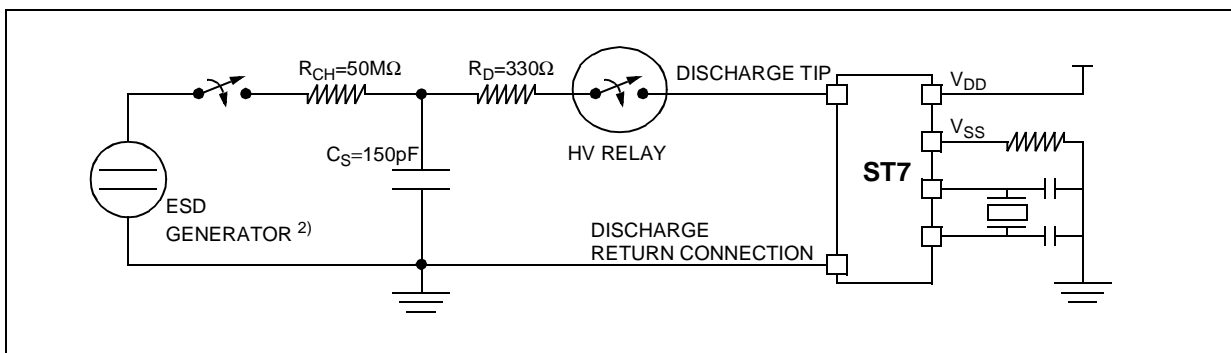 R_CH=50MΩ
R_D=330Ω
DISCHARGE TIP
V_DD
HV RELAY
V_SS
C_S=150pF
ST7
ESD
GENERATOR 2)
DISCHARGE
RETURN CONNECTION